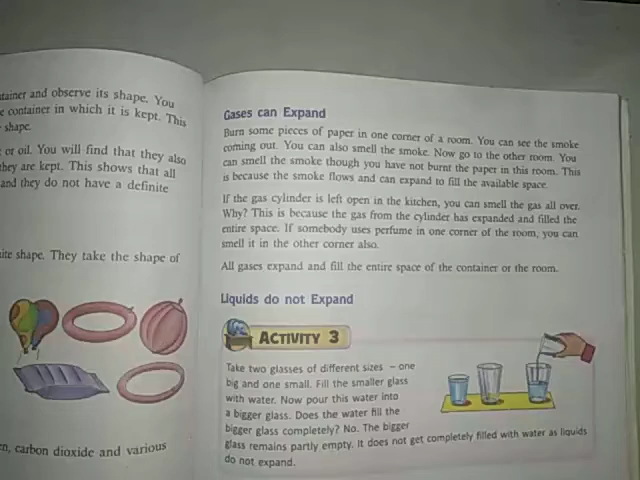 tainer and observe its shape. You
e container in which it is kept. This
shape.
or oil. You will find that they also
they are kept. This shows that all
and they do not have a definite
ite shape. They take the shape of
en, carbon dioxide and various
Gases can Expand
Burn some pieces of paper in one corner of a room. You can see the smoke
coming out. You can also smell the smoke. Now go to the other room. You
can smell the smoke though you have not burnt the paper in this room. This
is because the smoke flows and can expand to fill the available space.
If the gas cylinder is left open in the kitchen, you can smell the gas all over.
Why? This is because the gas from the cylinder has expanded and filled the
entire space. If somebody uses perfume in one corner of the room, you can
smell it in the other corner also.
All gases expand and fill the entire space of the container or the room.
Liquids do not Expand
ACTIVITY 3
Take two glasses of different sizes – one
big and one small. Fill the smaller glass
with water. Now pour this water into
a bigger glass. Does the water fill the
bigger glass completely? No. The bigger
glass remains partly empty. It does not get completely filled with water as liquids
do not expand.